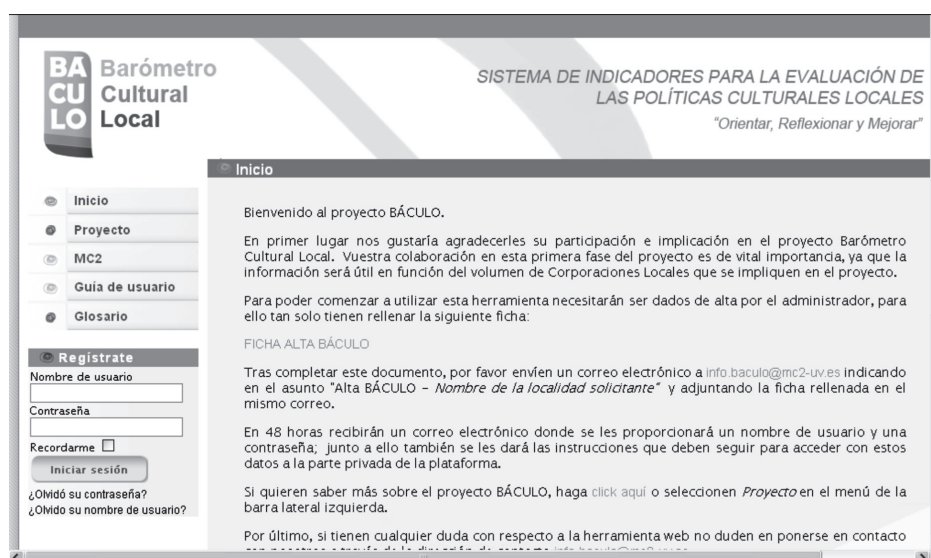 BA
CU
LO
Barómetro
Cultural
Local
SISTEMA DE INDICADORES PARA LA EVALUACIÓN DE
LAS POLÍTICAS CULTURALES LOCALES
"Orientar, Reflexionar y Mejorar"
Inicio
Inicio
Proyecto
MC2
Guía de usuario
Glosario
Regístrate
Nombre de usuario
Contraseña
Recordarme
Iniciar sesión
¿Olvidó su contraseña?
¿Olvido su nombre de usuario?
Bienvenido al proyecto BÁCULO.
En primer lugar nos gustaría agradecerles su participación e implicación en el proyecto Barómetro
Cultural Local. Vuestra colaboración en esta primera fase del proyecto es de vital importancia, ya que la
información será útil en función del volumen de Corporaciones Locales que se impliquen en el proyecto.
Para poder comenzar a utilizar esta herramienta necesitarán ser dados de alta por el administrador, para
ello tan solo tienen rellenar la siguiente ficha:
FICHA ALTA BÁCULO
Tras completar este documento, por favor envíen un correo electrónico a info.baculo@mc2-uv.es indicando
en el asunto "Alta BÁCULO – Nombre de la localidad solicitante" y adjuntando la ficha rellenada en el
mismo correo.
En 48 horas recibirán un correo electrónico donde se les proporcionará un nombre de usuario y una
contraseña; junto a ello también se les dará las instrucciones que deben seguir para acceder con estos
datos a la parte privada de la plataforma.
Si quieren saber más sobre el proyecto BÁCULO, haga click aquí o seleccionen Proyecto en el menú de la
barra lateral izquierda.
Por último, si tienen cualquier duda con respecto a la herramienta web no duden en ponerse en contacto